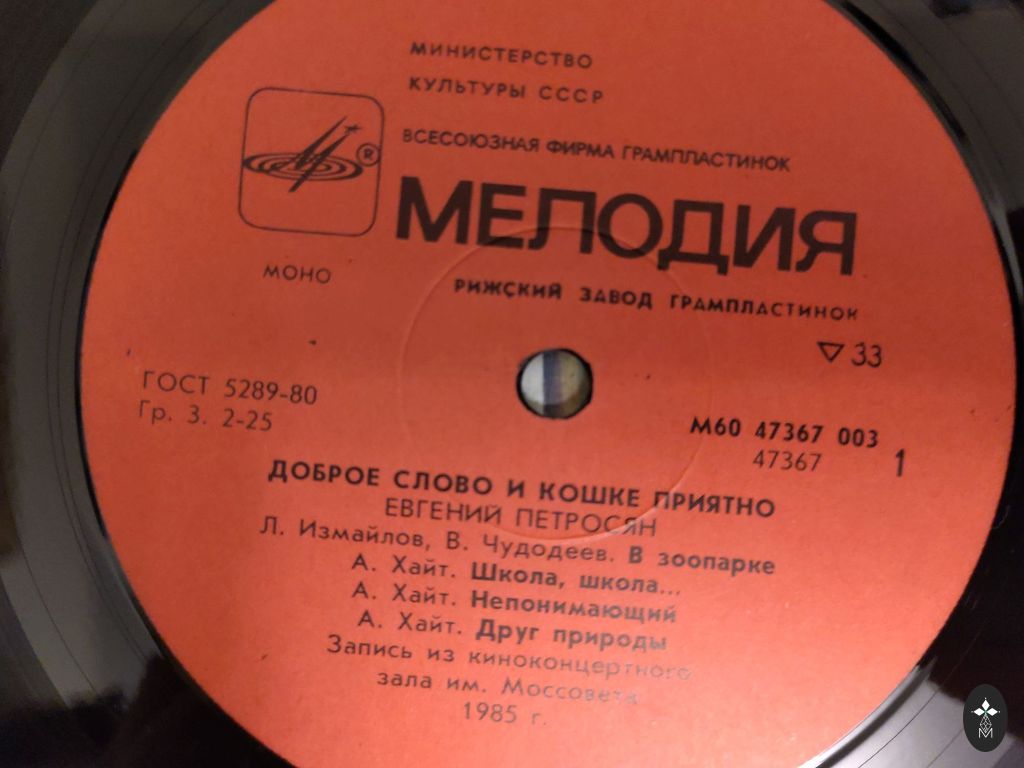 МИНИСТЕРСТВО
КУЛЬТУРЫ СССР
ВСЕСОЮЗНАЯ ФИРМА ГРАМПЛАСТИНОК
®
МЕЛОДИЯ
МОНО
РИЖСКИЙ ЗАВОД ГРАМПЛАСТИНОК
▽ 33
ГОСТ 5289-80
Гр. 3. 2-25
М60 47367 003
47367
1
ДОБРОЕ СЛОВО И КОШКЕ ПРИЯТНО
ЕВГЕНИЙ ПЕТРОСЯН
Л. Измайлов, В. Чудодеев. В зоопарке
А. Хайт. Школа, школа...
А. Хайт. Непонимающий
А. Хайт. Друг природы
Запись из киноконцертного
зала им. Моссовета
1985 г.
M